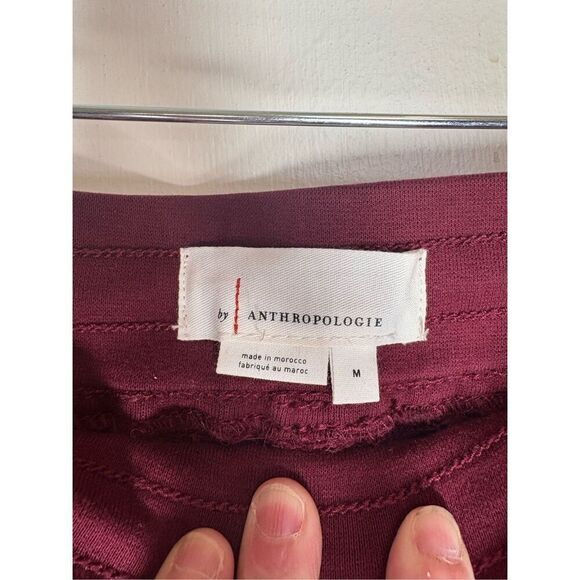 by ANTHROPOLOGIE
made in morocco
fabriqué au maroc
M